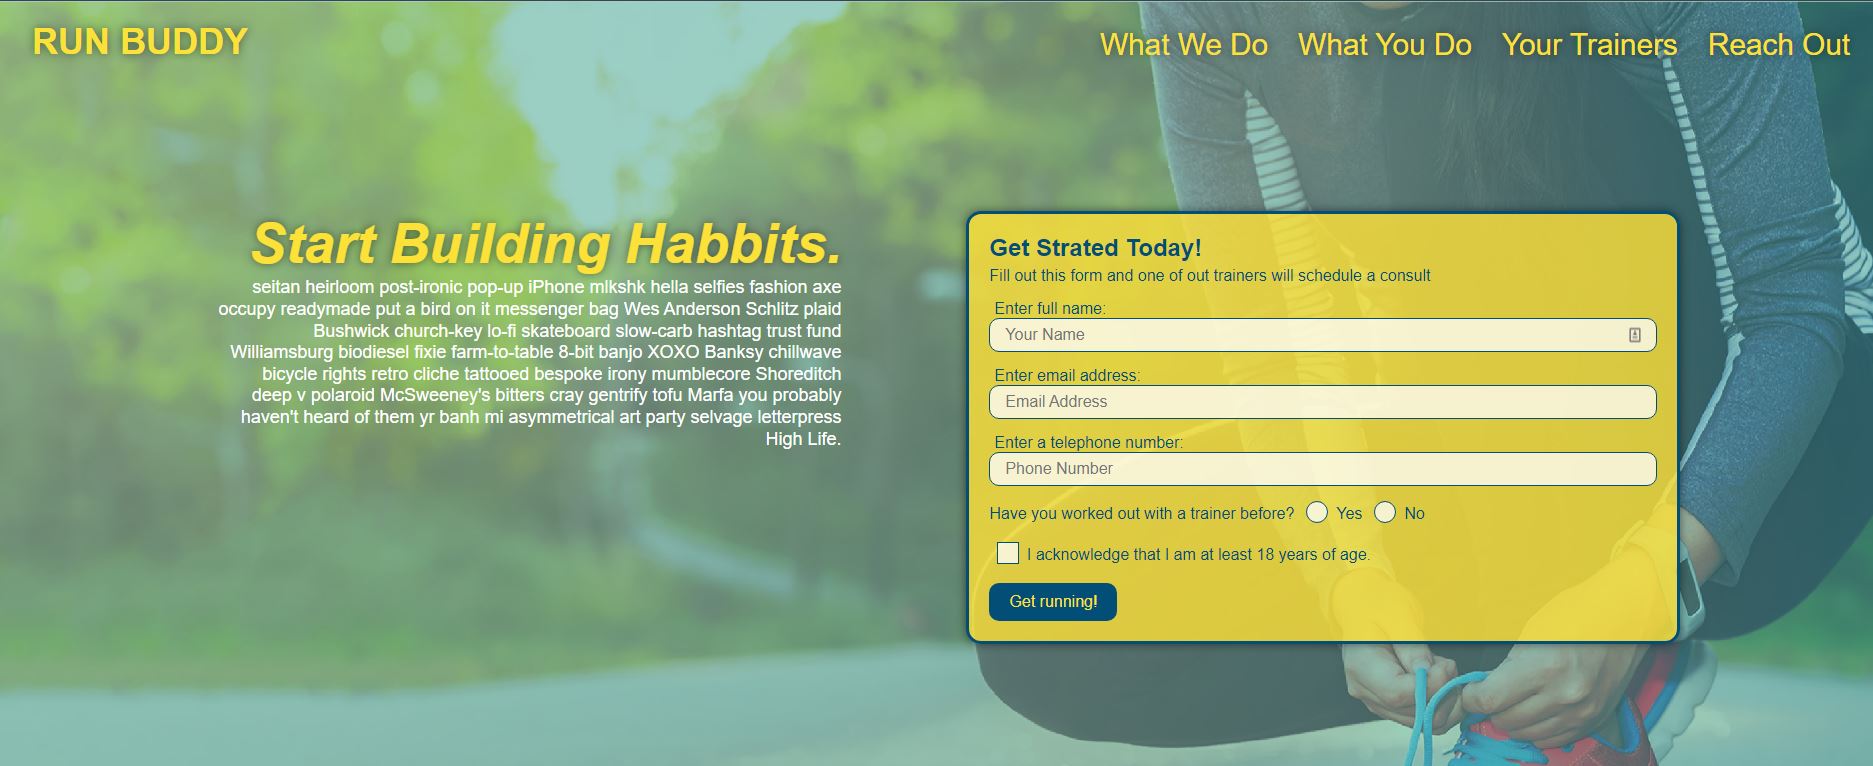 RUN BUDDY
What We Do What You Do Your Trainers Reach Out
Start Building Habbits.
seitan heirloom post-ironic pop-up iPhone mlkshk hella selfies fashion axe
occupy readymade put a bird on it messenger bag Wes Anderson Schlitz plaid
Bushwick church-key lo-fi skateboard slow-carb hashtag trust fund
Williamsburg biodiesel fixie farm-to-table 8-bit banjo XOXO Banksy chillwave
bicycle rights retro cliche tattooed bespoke irony mumblecore Shoreditch
deep v polaroid McSweeney's bitters cray gentrify tofu Marfa you probably
haven't heard of them yr banh mi asymmetrical art party selvage letterpress
High Life.
Get Strated Today!
Fill out this form and one of out trainers will schedule a consult
Enter full name:
Your Name
Enter email address:
Email Address
Enter a telephone number:
Phone Number
Have you worked out with a trainer before? Yes No
I acknowledge that I am at least 18 years of age.
Get running!